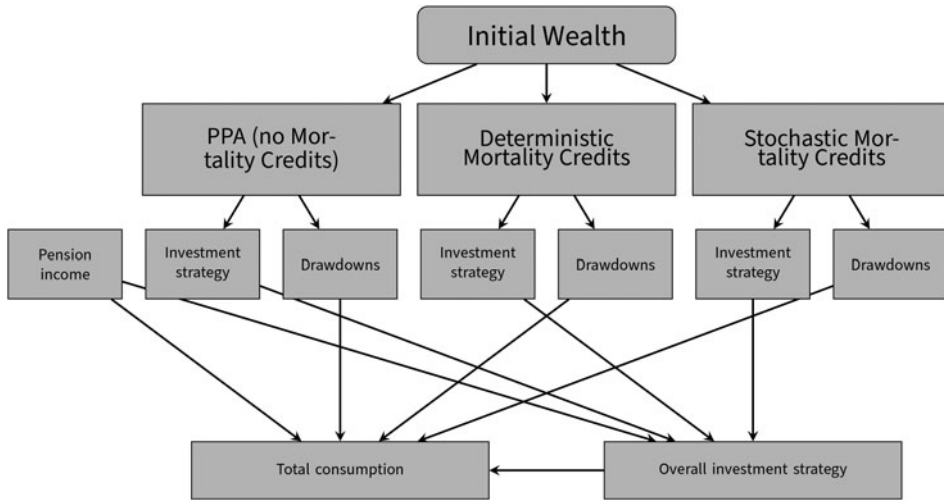 Initial Wealth
PPA (no Mor-
tality Credits)
Deterministic
Mortality Credits
Stochastic Mor-
tality Credits
Pension
income
Investment
strategy
Drawdowns
Investment
strategy
Drawdowns
Investment
strategy
Drawdowns
Total consumption
Overall investment strategy